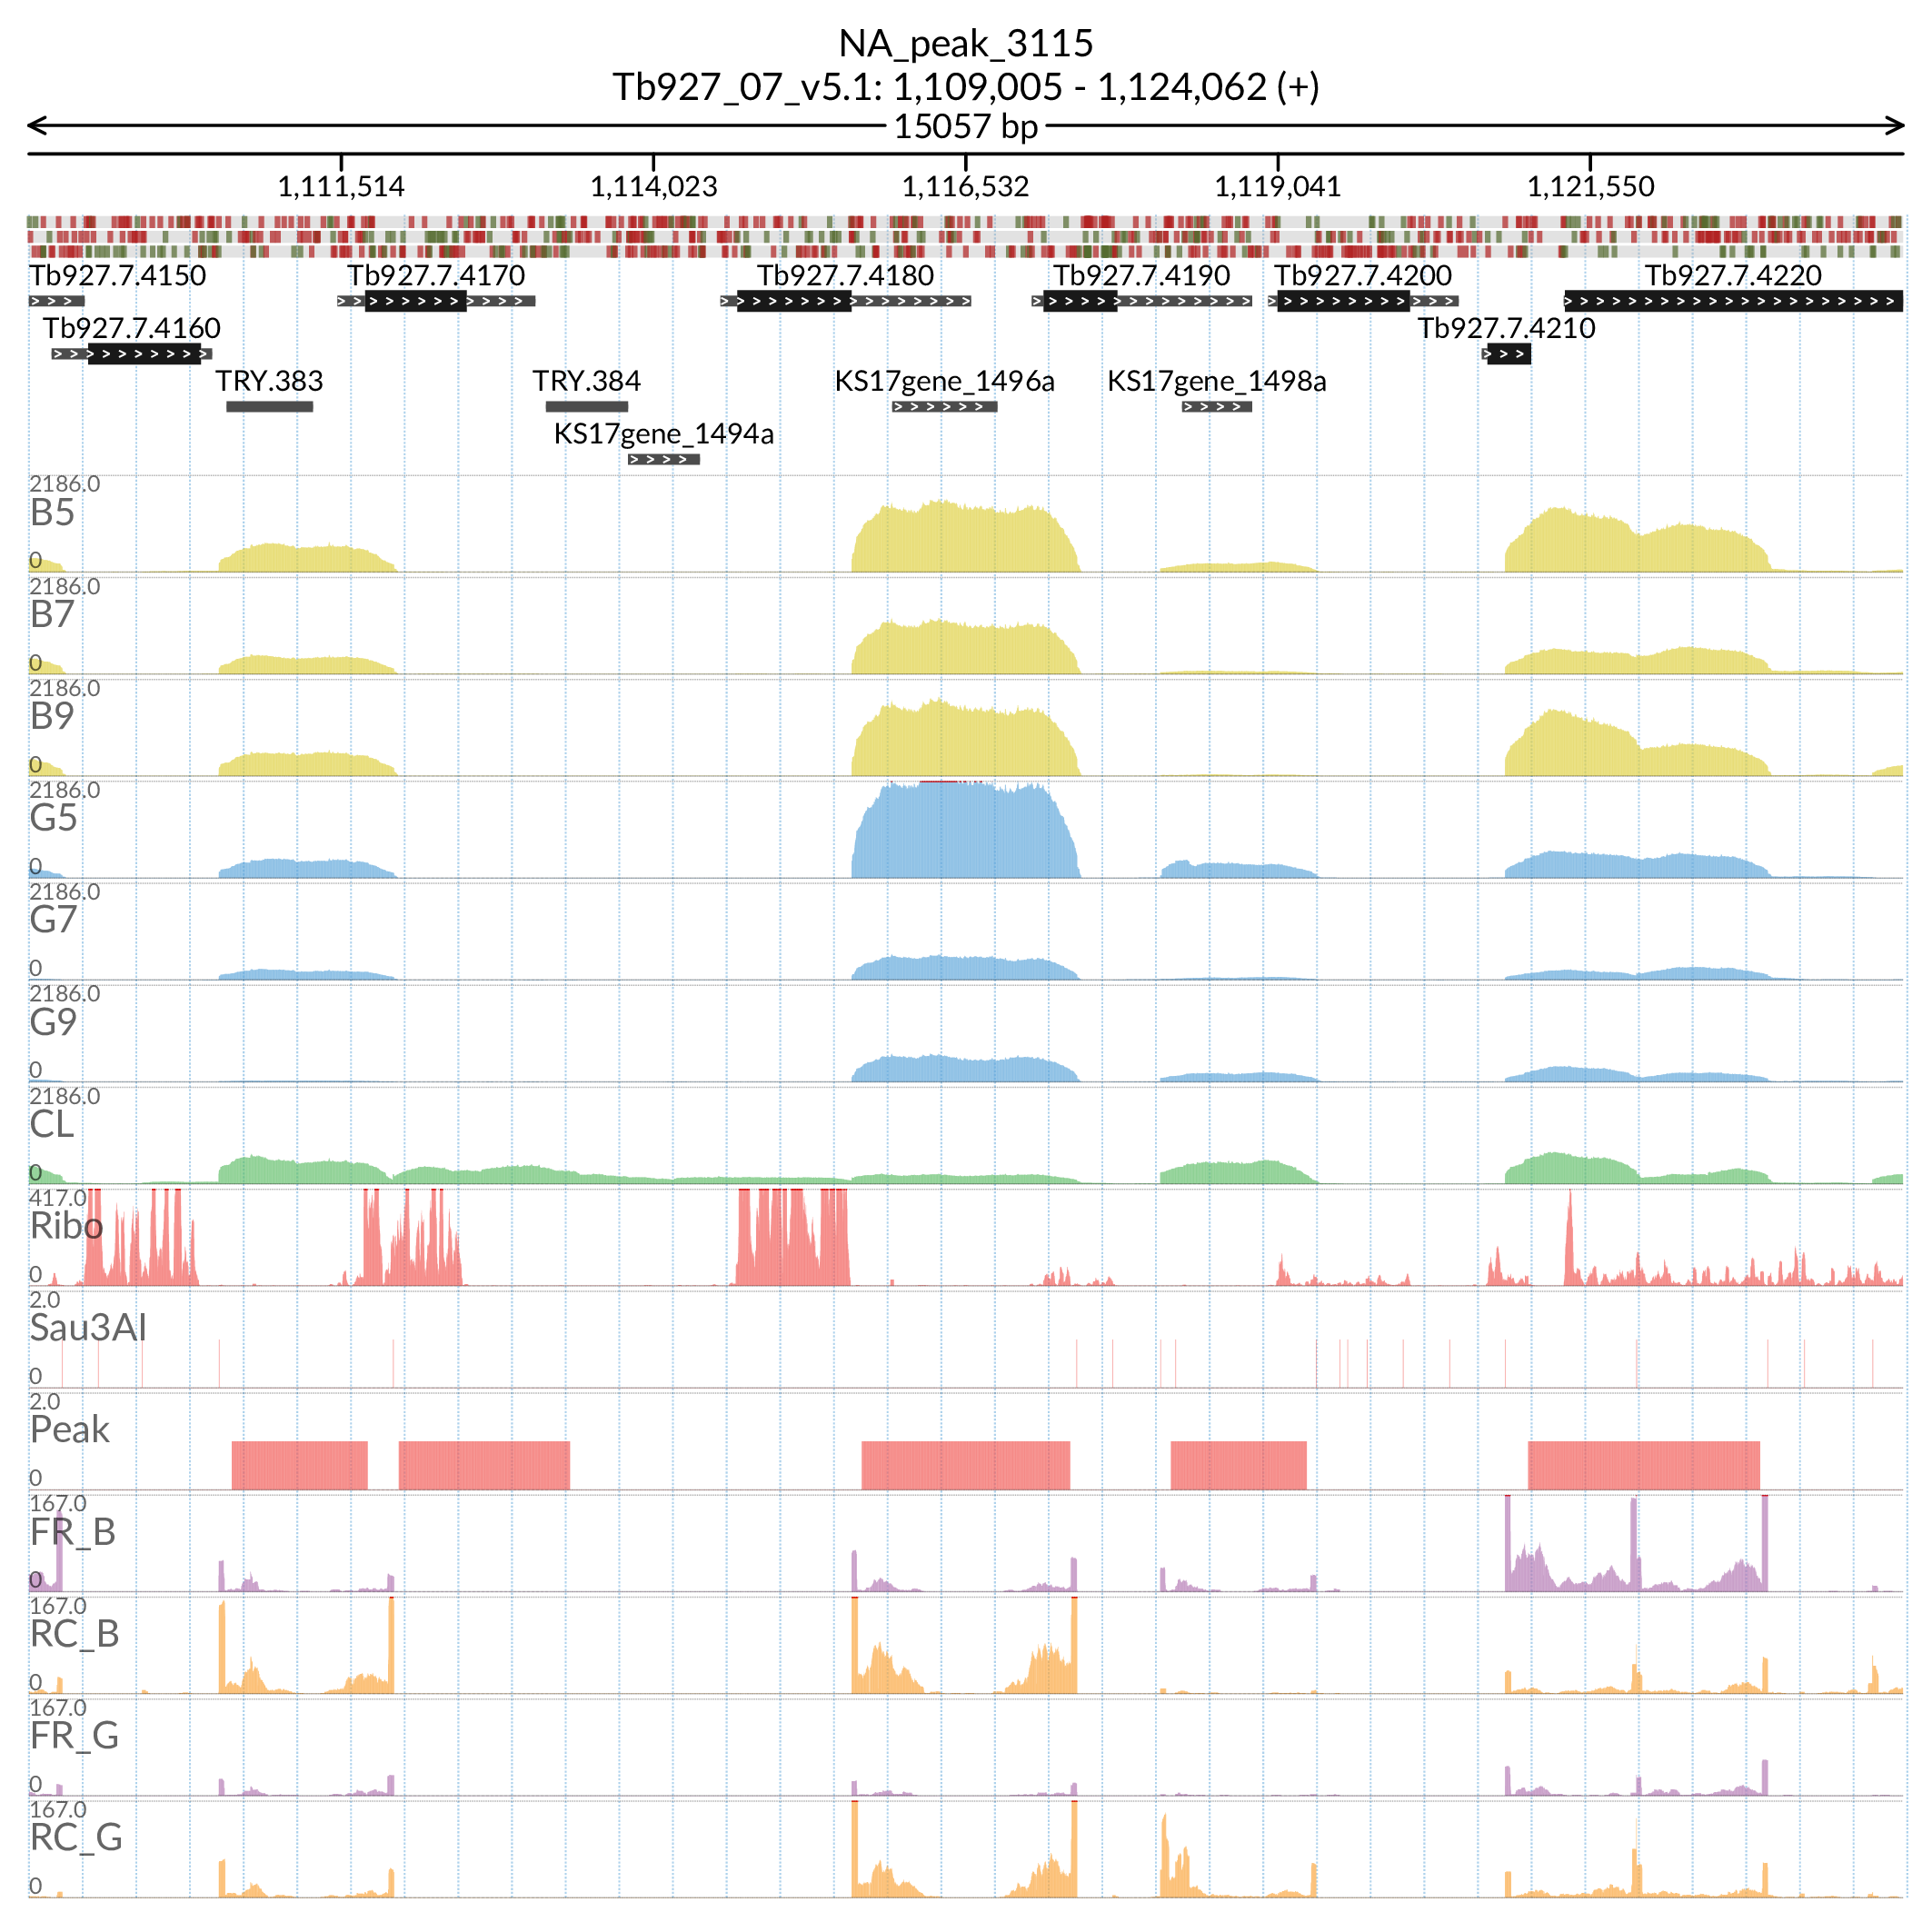 NA_peak_3115
Tb927_07_v5.1: 1,109,005 - 1,124,062 (+)
15057 bp
1,111,514 1,114,023 1,116,532 1,119,041 1,121,550
Tb927.7.4150 Tb927.7.4170 Tb927.7.4180 Tb927.7.4190 Tb927.7.4200 Tb927.7.4220
Tb927.7.4160 Tb927.7.4210
TRY.383 TRY.384 KS17gene_1496a KS17gene_1498a
KS17gene_1494a
2186.0
B5
0
2186.0
B7
0
2186.0
B9
0
2186.0
G5
0
2186.0
G7
0
2186.0
G9
0
2186.0
CL
0
417.0
Ribo
0
2.0
Sau3AI
0
2.0
Peak
0
167.0
FR_B
0
167.0
RC_B
0
167.0
FR_G
0
167.0
RC_G
0